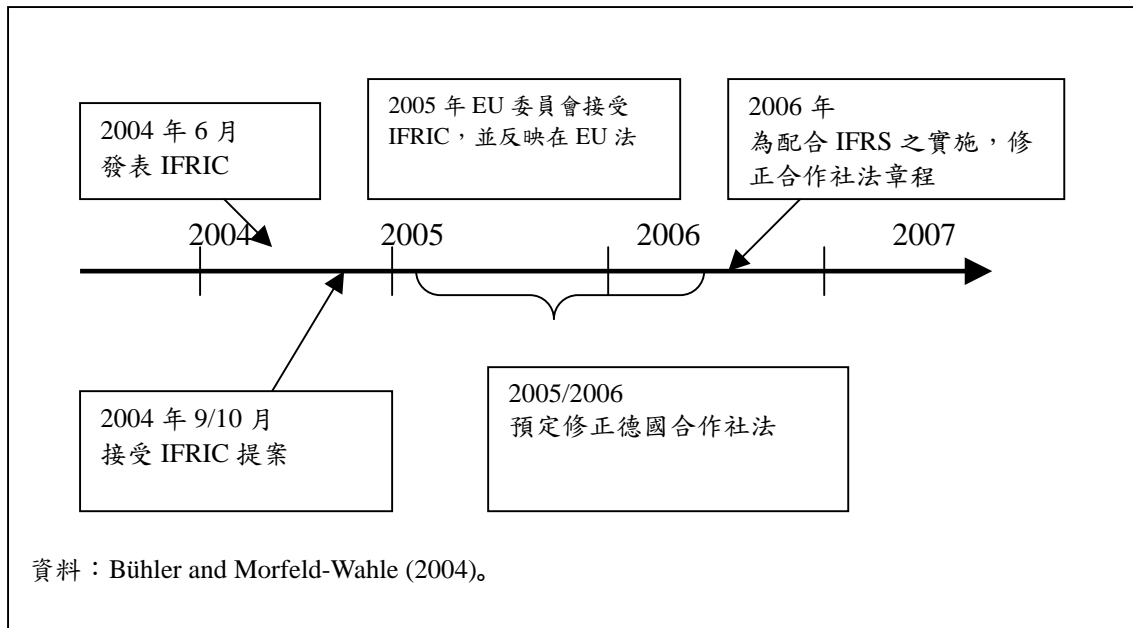 2004 年 6 月
發表 IFRIC
2005 年 EU 委員會接受
IFRIC，並反映在 EU 法
2006 年
為配合 IFRS 之實施，修
正合作社法章程
2004
2005
2006
2007
2004 年 9/10 月
接受 IFRIC 提案
2005/2006
預定修正德國合作社法
資料：Bühler and Morfeld-Wahle (2004)。